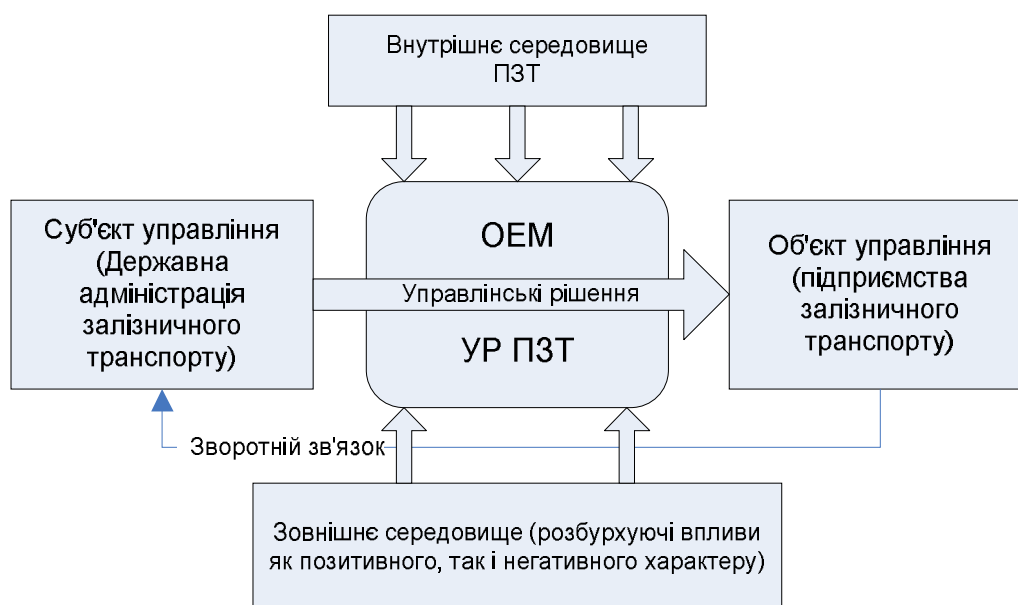 Внутрішнє середовище
ПЗТ
Суб'єкт управління
(Державна
адміністрація
залізничного
транспорту)
ОЕМ
Управлінські рішення
УР ПЗТ
Об'єкт управління
(підприємства
залізничного
транспорту)
Зворотній зв'язок
Зовнішнє середовище (розбурхуючі впливи
як позитивного, так і негативного характеру)